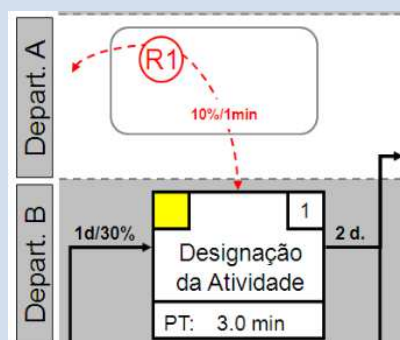 Depart. A
R1
10%/1min
Depart. B
1d/30%
1
2 d.
Designação
da Atividade
PT: 3.0 min